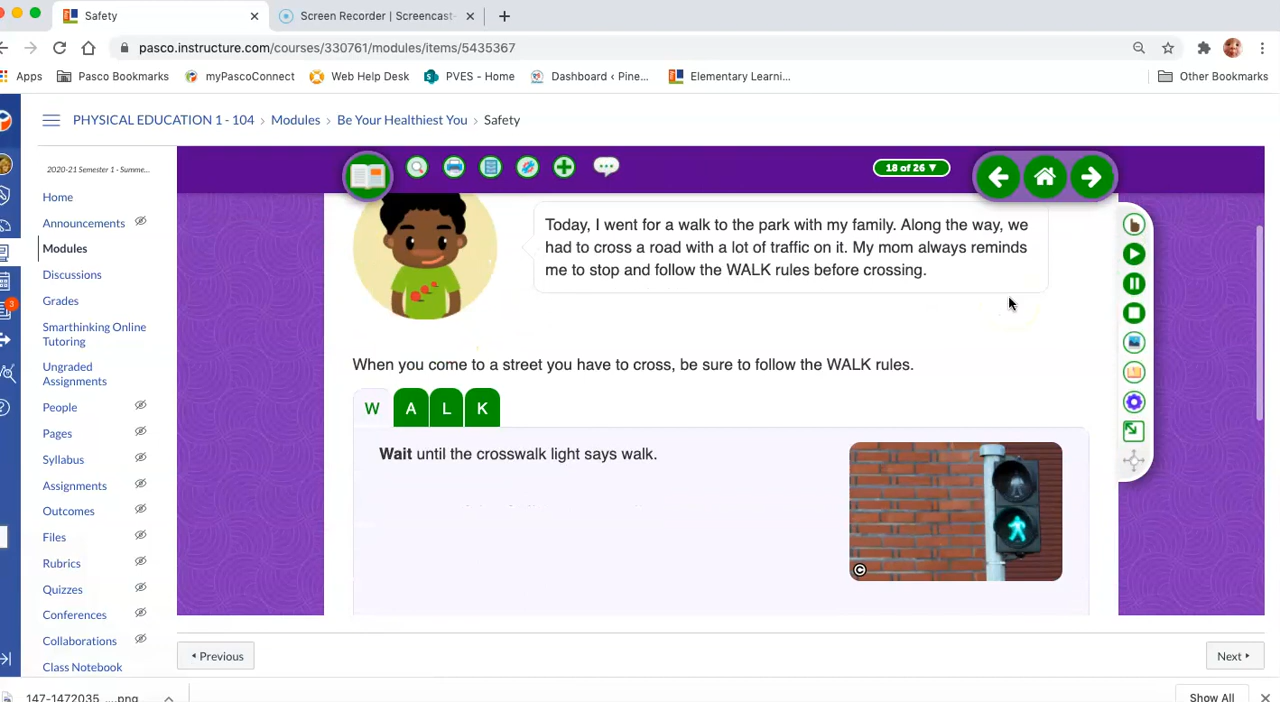 Safety
Screen Recorder | Screencast-
pasco.instructure.com/courses/330761/modules/items/5435367
Apps Pasco Bookmarks myPascoConnect Web Help Desk PVES - Home Dashboard ‹ Pine... Elementary Learni... Other Bookmarks
PHYSICAL EDUCATION 1 - 104 › Modules › Be Your Healthiest You › Safety
2020-21 Semester 1 - Summe...
Home
Announcements
Modules
Discussions
Grades
3
Smarthinking Online
Tutoring
Ungraded
Assignments
People
Pages
Syllabus
Assignments
Outcomes
Files
Rubrics
Quizzes
Conferences
Collaborations
Class Notebook
18 of 26 ▼
Today, I went for a walk to the park with my family. Along the way, we
had to cross a road with a lot of traffic on it. My mom always reminds
me to stop and follow the WALK rules before crossing.
When you come to a street you have to cross, be sure to follow the WALK rules.
W A L K
Wait until the crosswalk light says walk.
©
Previous
Next
147-1472035_....png
Show All